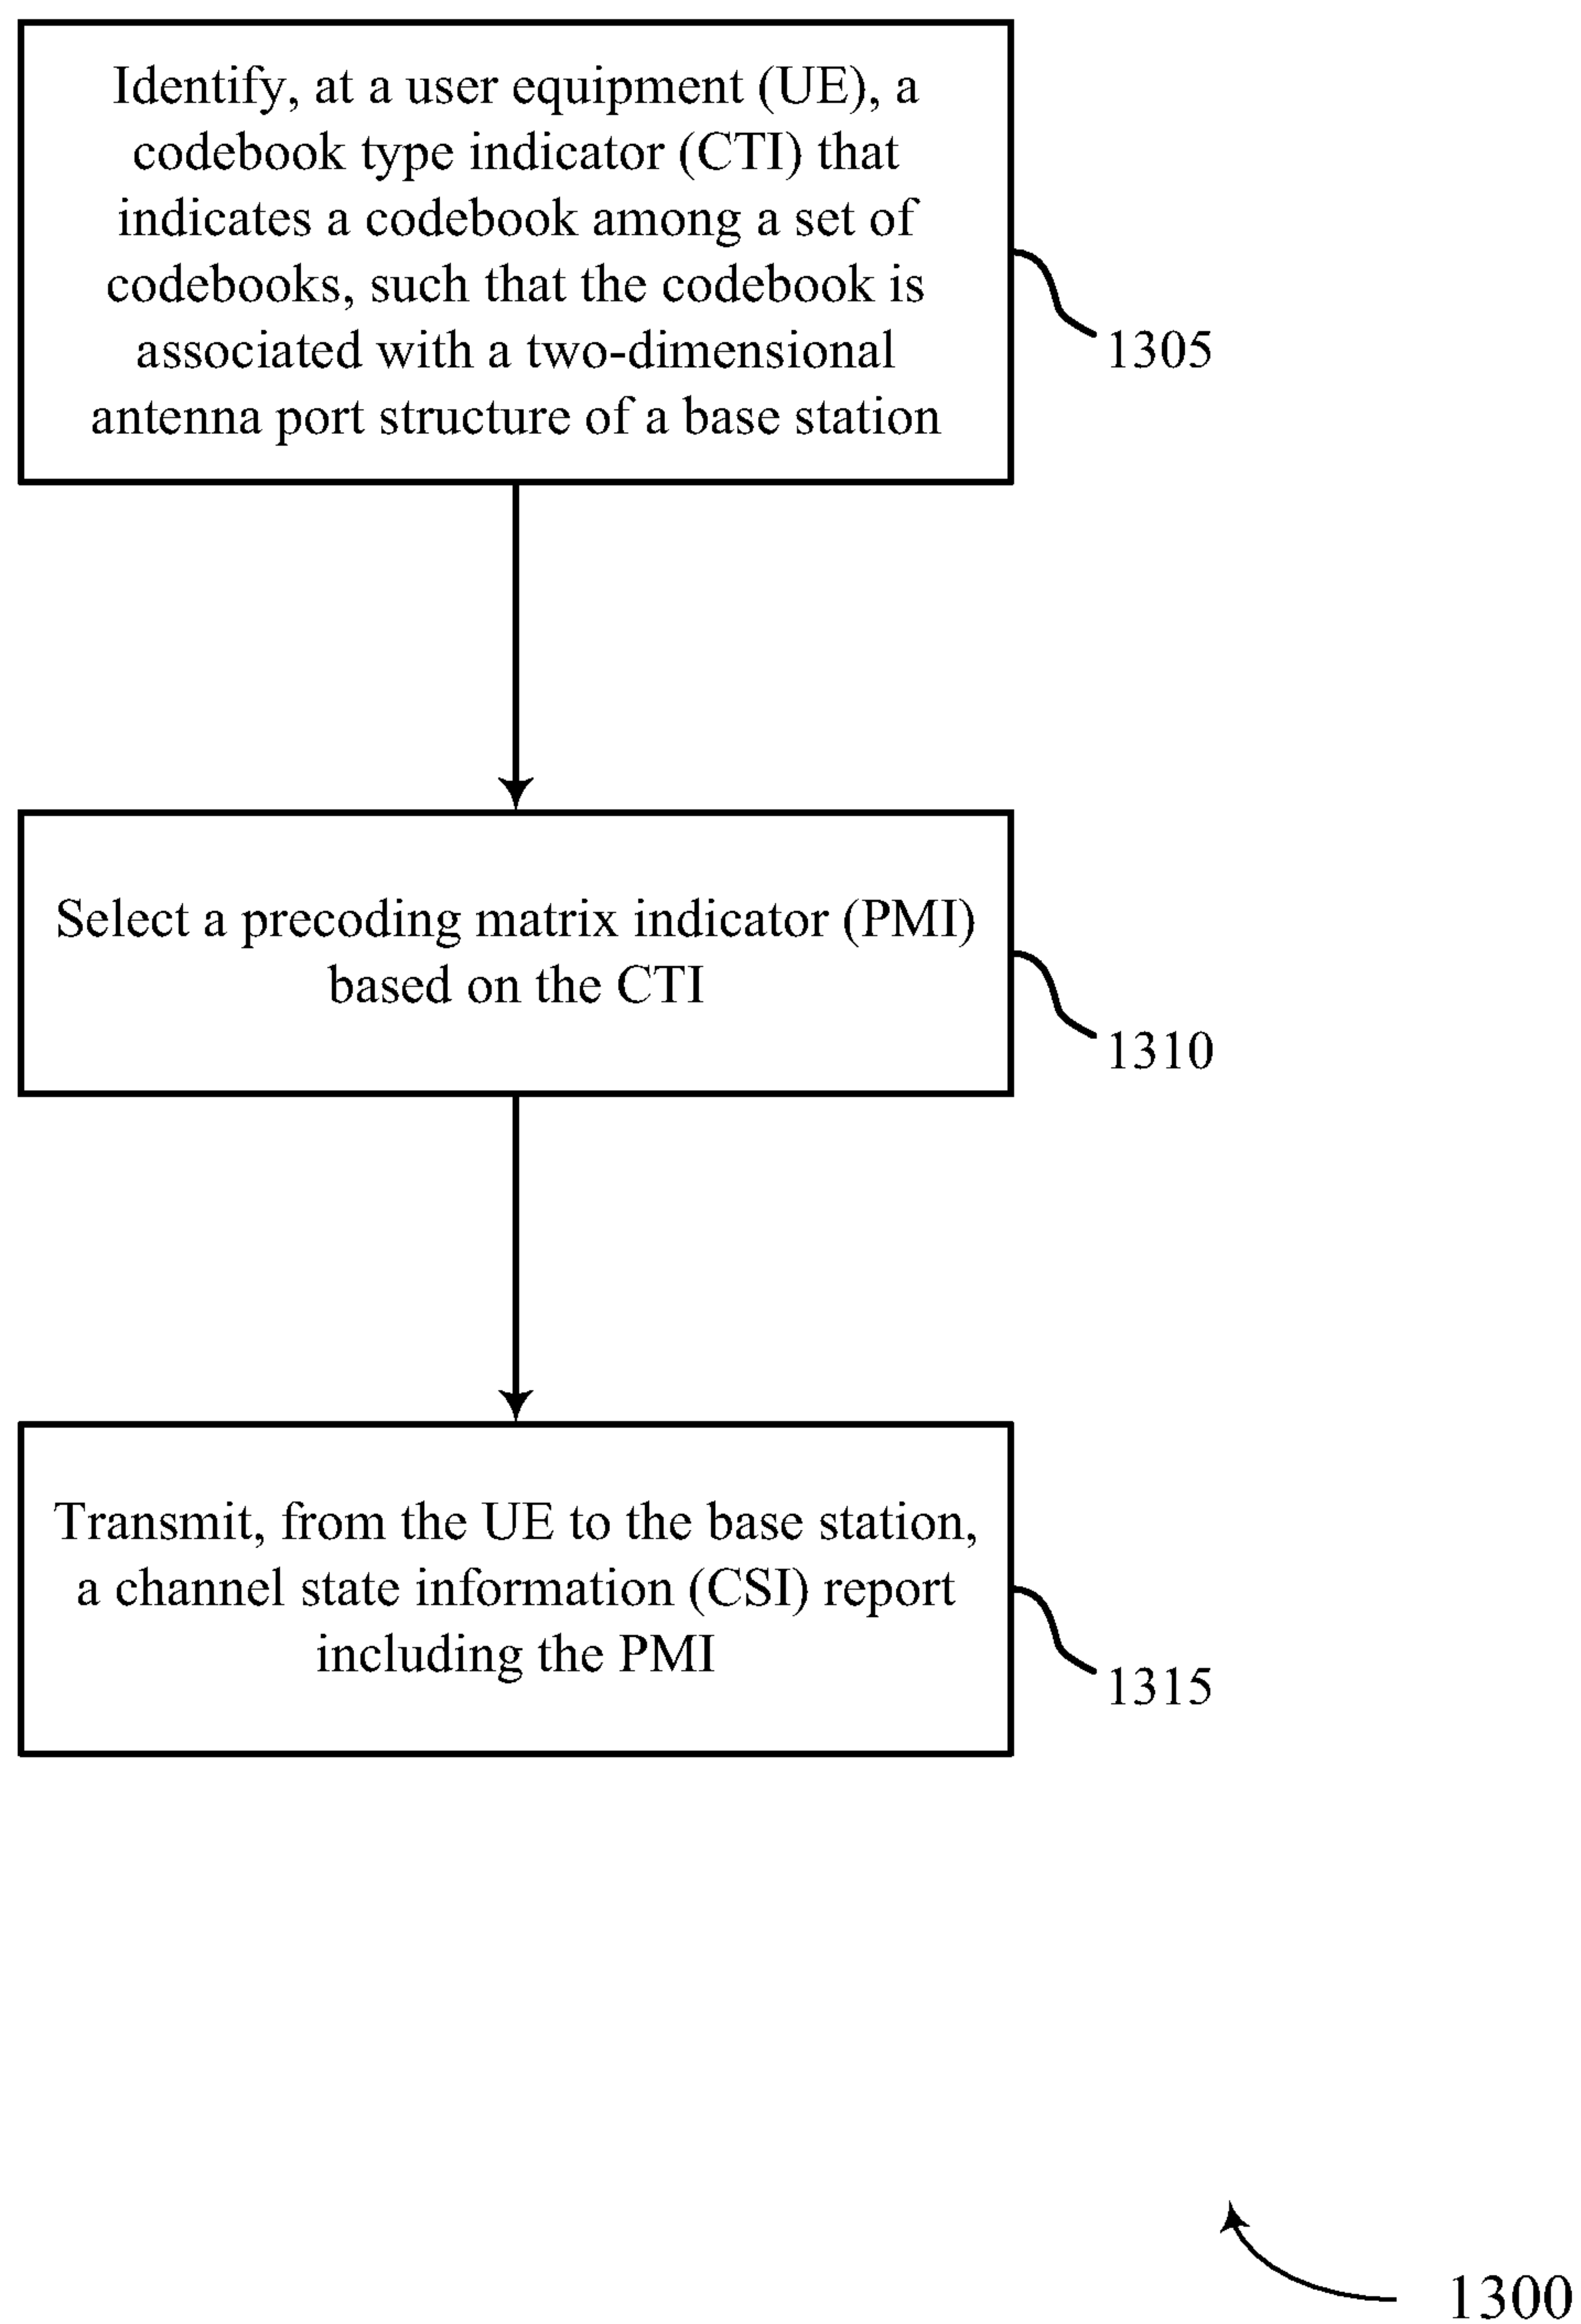 Identify, at a user equipment (UE), a
codebook type indicator (CTI) that
indicates a codebook among a set of
codebooks, such that the codebook is
associated with a two-dimensional
antenna port structure of a base station
1305
Select a precoding matrix indicator (PMI)
based on the CTI
1310
Transmit, from the UE to the base station,
a channel state information (CSI) report
including the PMI
1315
1300